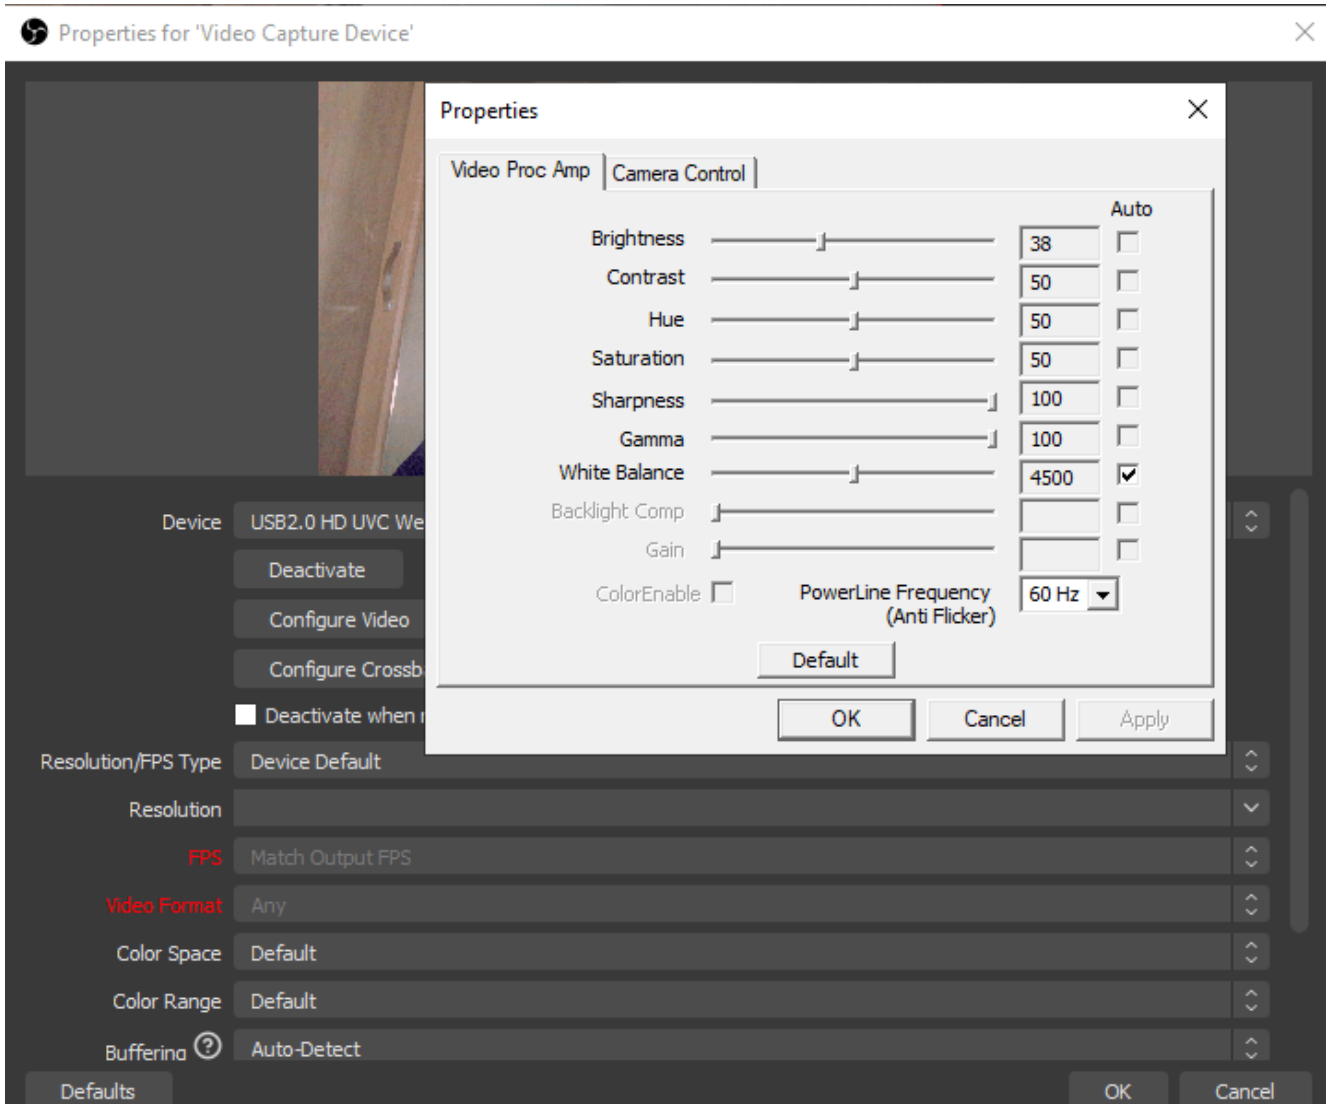 Properties for 'Video Capture Device'
Properties
Video Proc Amp Camera Control
Auto
Brightness 38
Contrast 50
Hue 50
Saturation 50
Sharpness 100
Gamma 100
White Balance 4500
Backlight Comp
Gain
ColorEnable PowerLine Frequency 60 Hz
(Anti Flicker)
Default
OK Cancel Apply
Device USB2.0 HD UVC We
Deactivate
Configure Video
Configure Crossb
Deactivate when
Resolution/FPS Type Device Default
Resolution
FPS Match Output FPS
Video Format Any
Color Space Default
Color Range Default
Buffering ? Auto-Detect
Defaults OK Cancel